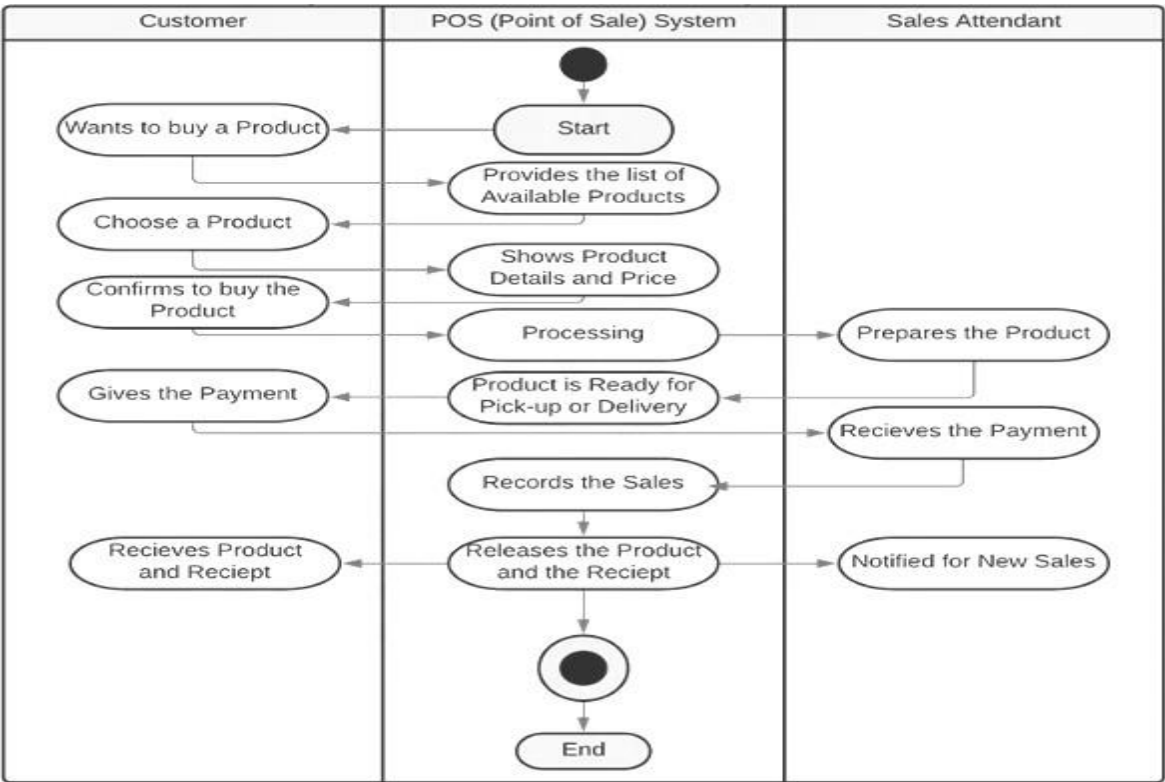 Customer
POS (Point of Sale) System
Sales Attendant
Start
Wants to buy a Product
Provides the list of
Available Products
Choose a Product
Shows Product
Details and Price
Confirms to buy the
Product
Processing
Prepares the Product
Product is Ready for
Pick-up or Delivery
Gives the Payment
Recieves the Payment
Records the Sales
Releases the Product
and the Reciept
Recieves Product
and Reciept
Notified for New Sales
End